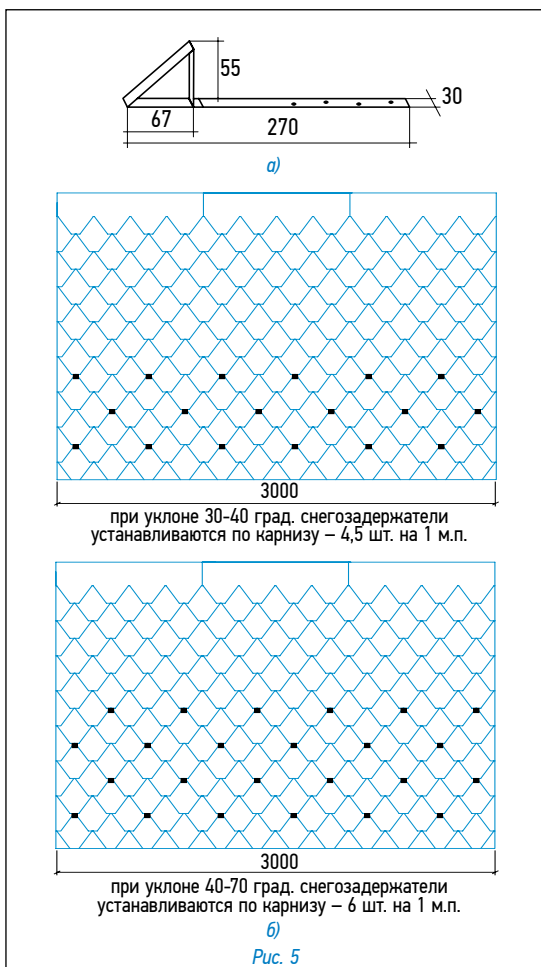 55
30
67
270
а)
3000
при уклоне 30-40 град. снегозадержатели
устанавливаются по карнизу – 4,5 шт. на 1 м.п.
3000
при уклоне 40-70 град. снегозадержатели
устанавливаются по карнизу – 6 шт. на 1 м.п.
б)
Рис. 5